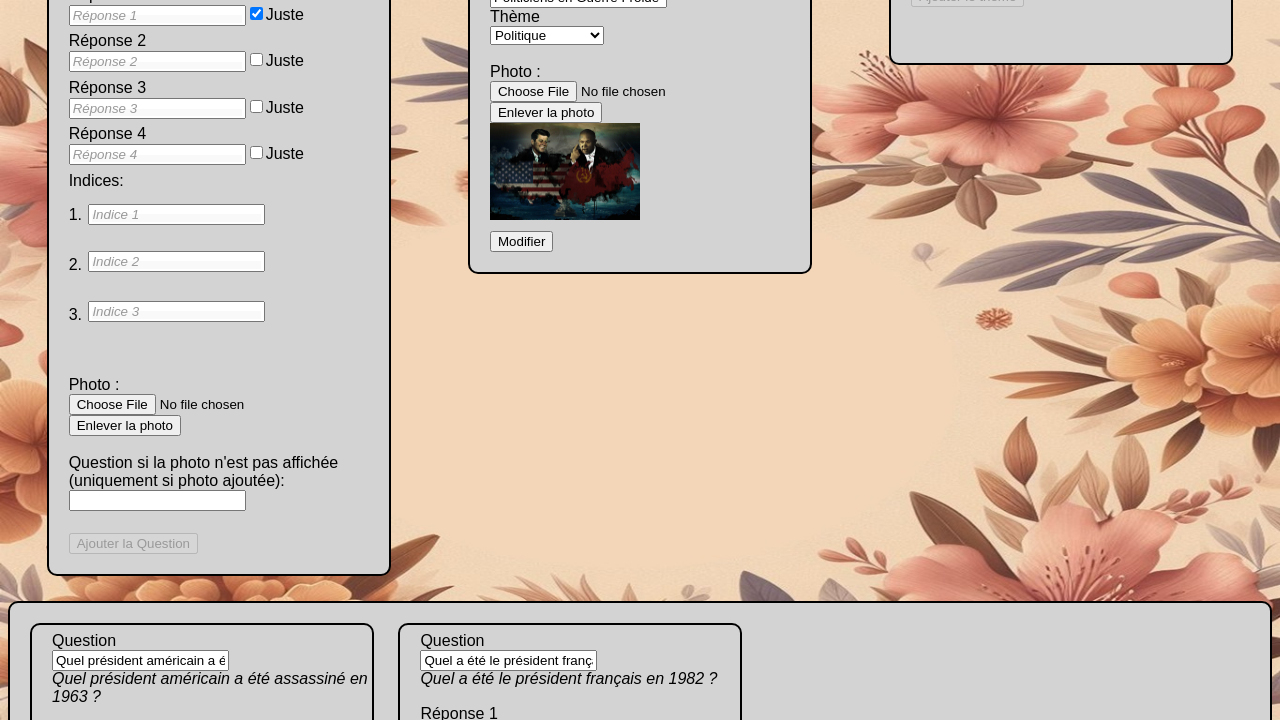 Réponse 1 Juste
Réponse 2
Réponse 2 Juste
Réponse 3
Réponse 3 Juste
Réponse 4
Réponse 4 Juste
Indices:
1. Indice 1
2. Indice 2
3. Indice 3
Photo :
Choose File No file chosen
Enlever la photo
Question si la photo n'est pas affichée
(uniquement si photo ajoutée):
Ajouter la Question
Politiciens en Guerre Froide
Thème
Politique
Photo :
Choose File No file chosen
Enlever la photo
Modifier
Ajouter le thème
Question
Quel président américain a é
Quel président américain a été assassiné en
1963 ?
Question
Quel a été le président franç
Quel a été le président français en 1982 ?
Réponse 1